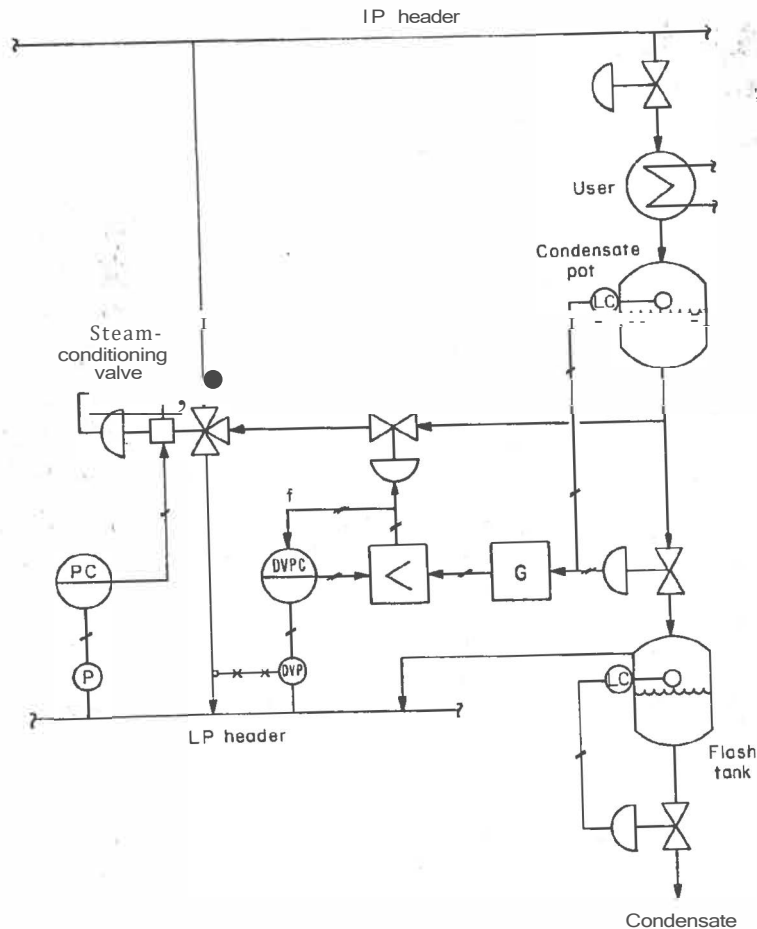 IP header
User
Condensate
pot
LC
Steam-
conditioning
valve
f
PC
DVPC
<
G
P
DVP
LC
LP header
Flash
tank
Condensate